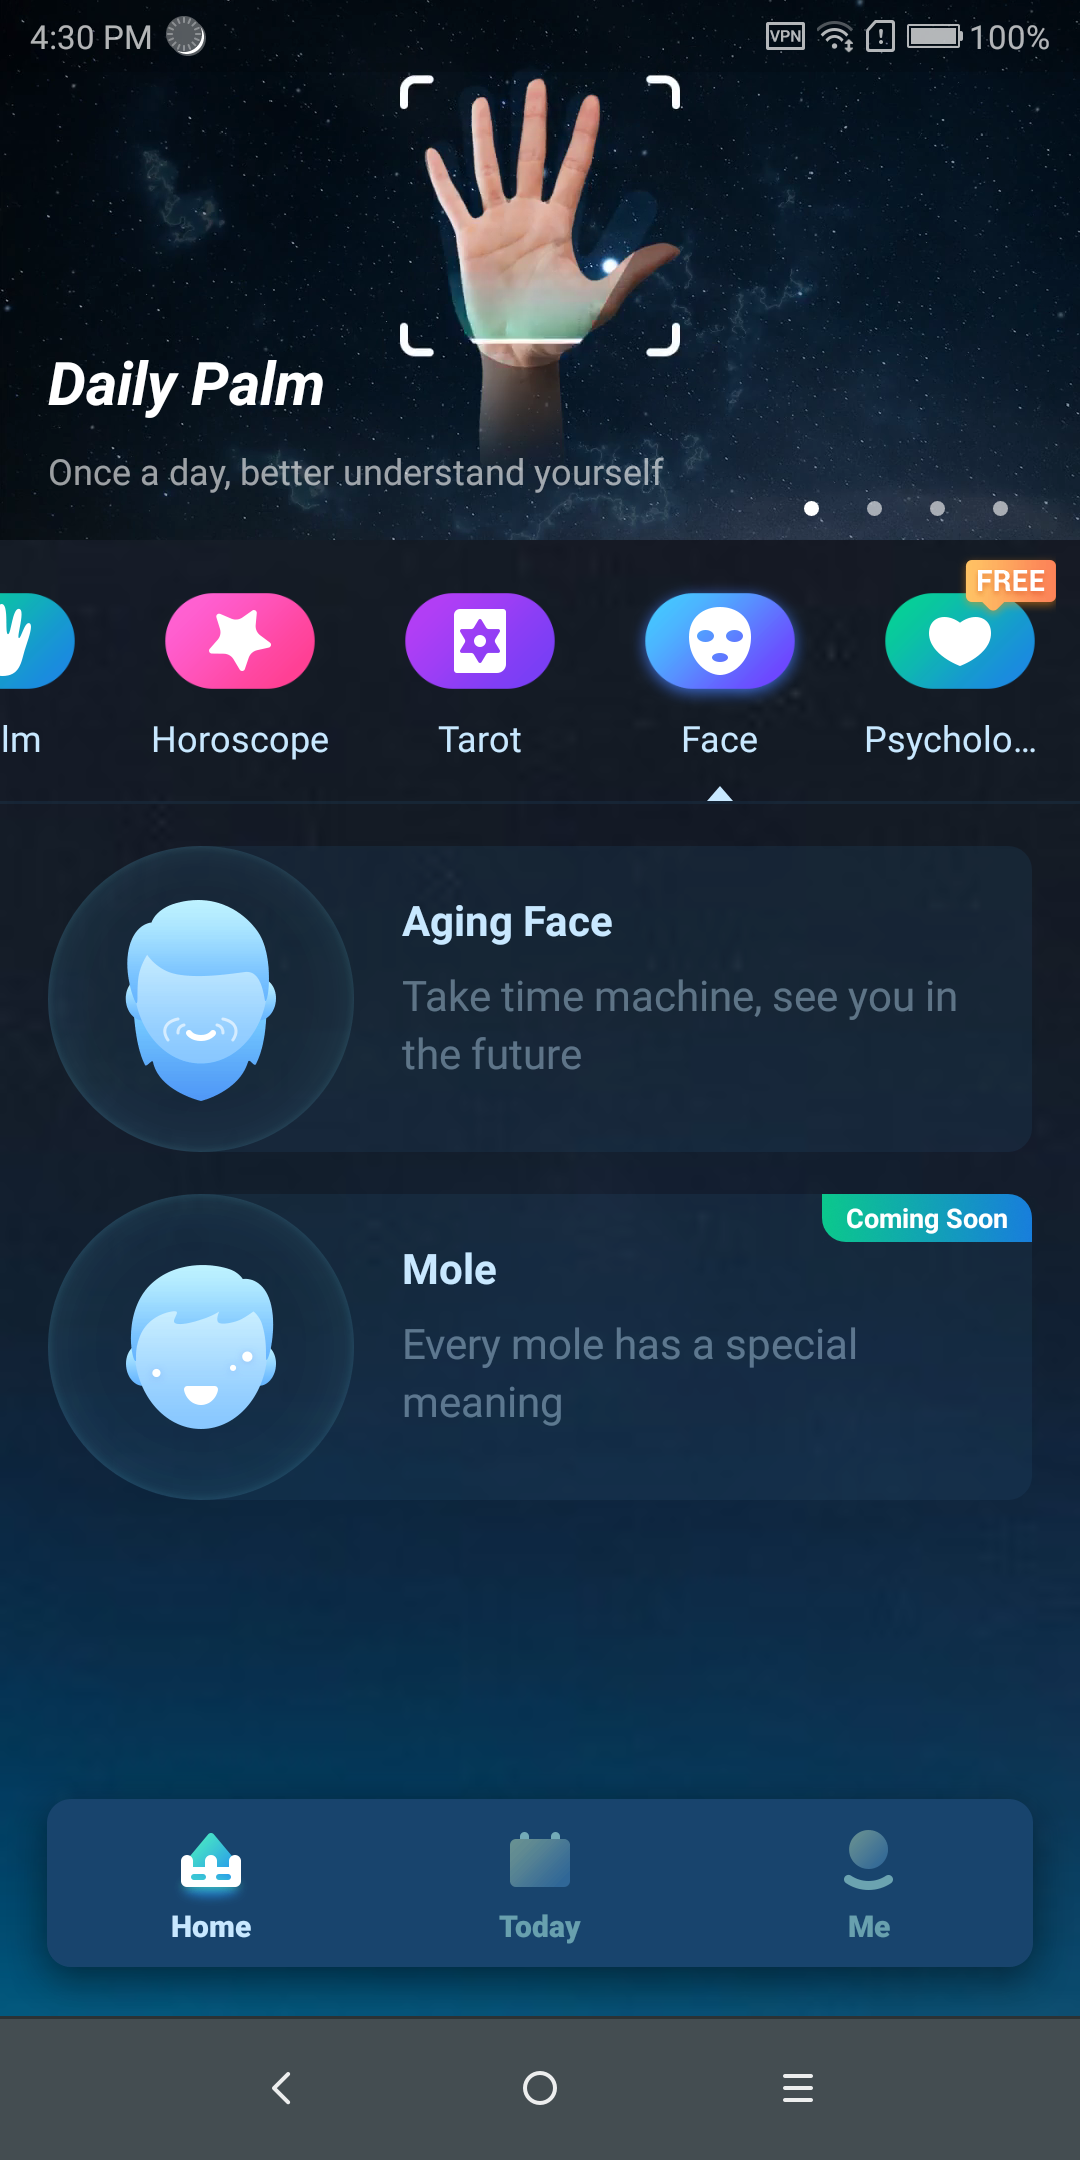 4:30 PM
VPN
100%
Daily Palm
Once a day, better understand yourself
FREE
lm
Horoscope
Tarot
Face
Psycholo...
Aging Face
Take time machine, see you in
the future
Coming Soon
Mole
Every mole has a special
meaning
Home
Today
Me